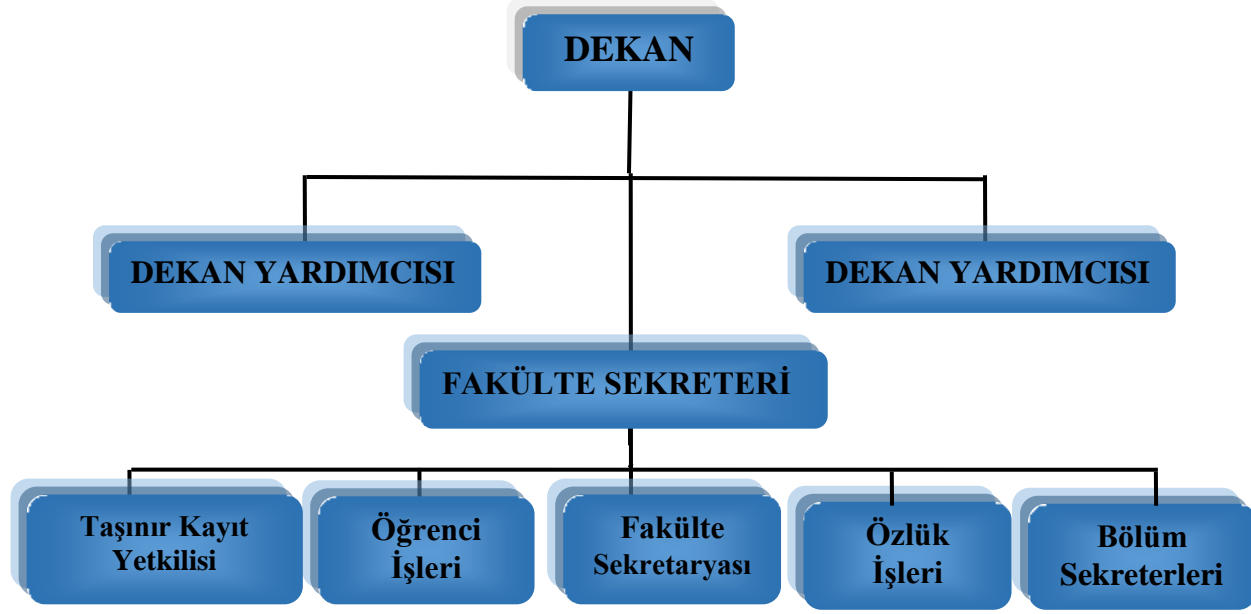 DEKAN
DEKAN YARDIMCISI
DEKAN YARDIMCISI
FAKÜLTE SEKRETERİ
Taşınır Kayıt
Yetkilisi
Öğrenci
İşleri
Fakülte
Sekretaryası
Özlük
İşleri
Bölüm
Sekreterleri